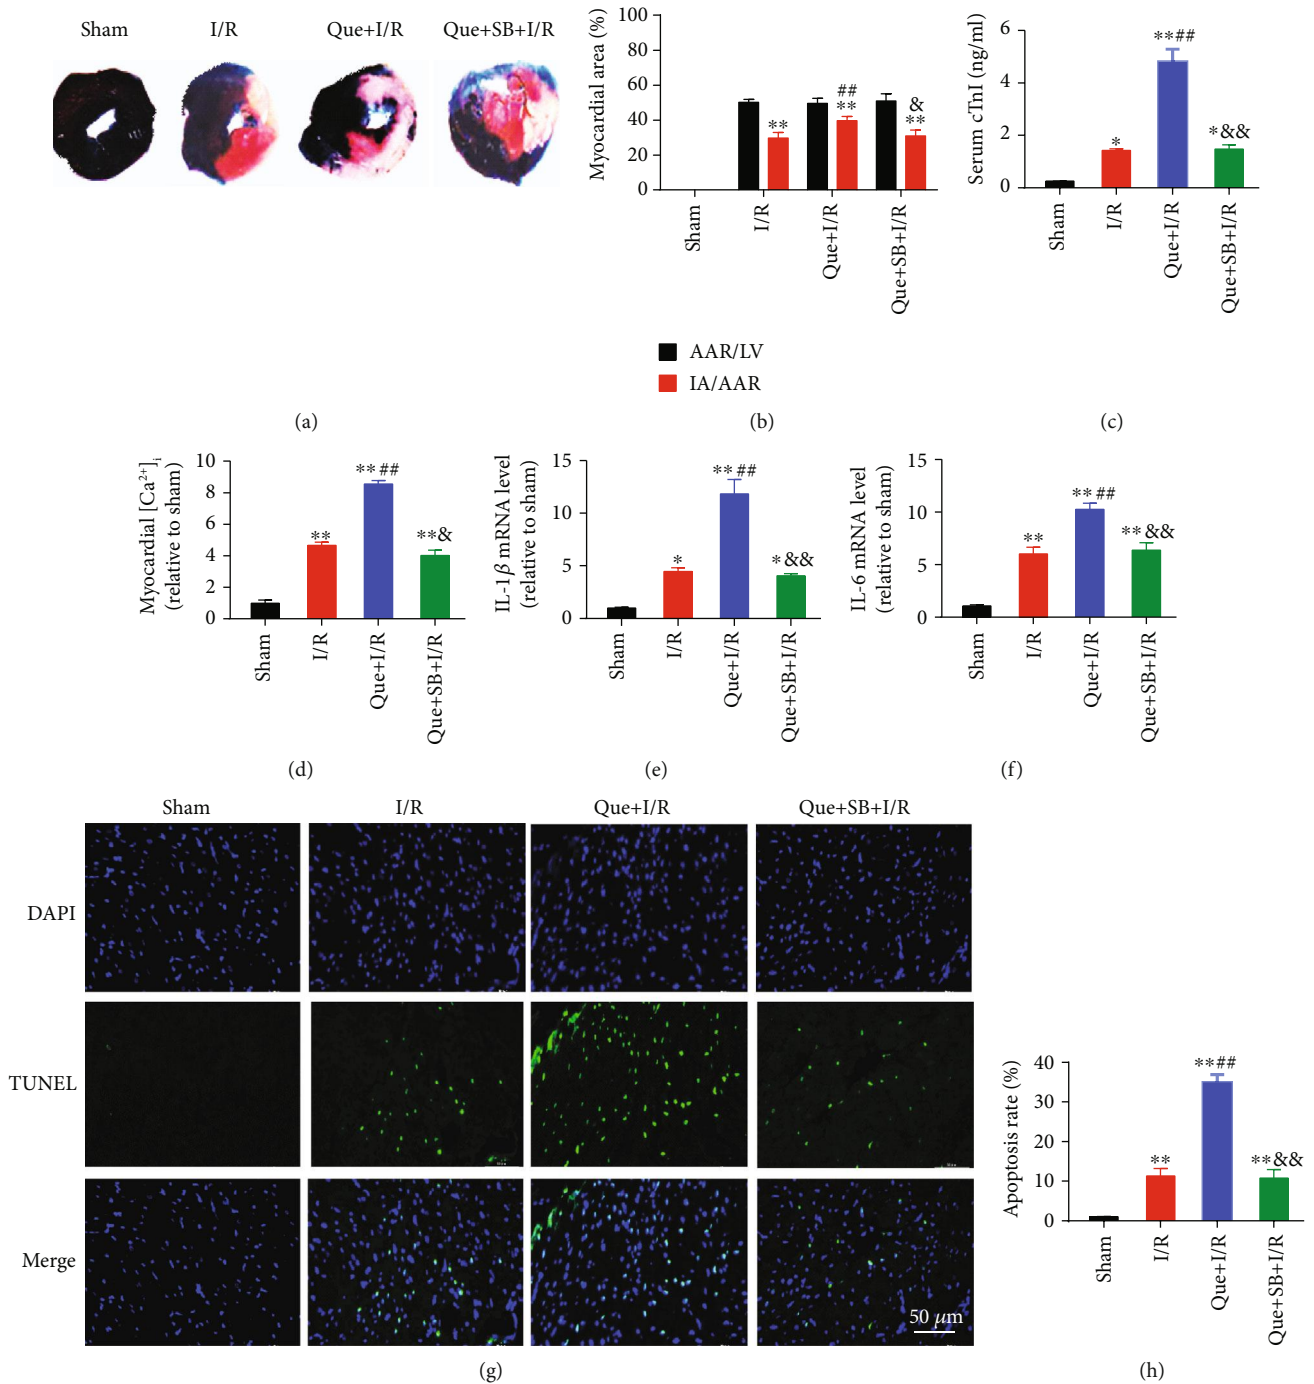 Sham I/R Que+I/R Que+SB+I/R
(a)
Myocardial area (%)
100
80
60
40
20
0
**
##
**
&
**
Sham
I/R
Que+I/R
Que+SB+I/R
AAR/LV
IA/AAR
(b)
Serum cTnI (ng/ml)
6
4
2
0
*
**##
*&&
Sham
I/R
Que+I/R
Que+SB+I/R
(c)
Myocardial [Ca²⁺]ᵢ
(relative to sham)
10
8
6
4
2
0
**
**##
**&
Sham
I/R
Que+I/R
Que+SB+I/R
(d)
IL-1β mRNA level
(relative to sham)
15
10
5
0
*
**##
*&&
Sham
I/R
Que+I/R
Que+SB+I/R
(e)
IL-6 mRNA level
(relative to sham)
15
10
5
0
**
**##
**&&
Sham
I/R
Que+I/R
Que+SB+I/R
(f)
Sham I/R Que+I/R Que+SB+I/R
DAPI
TUNEL
Merge
50 μm
(g)
Apoptosis rate (%)
40
30
20
10
0
**
**##
**&&
Sham
I/R
Que+I/R
Que+SB+I/R
(h)